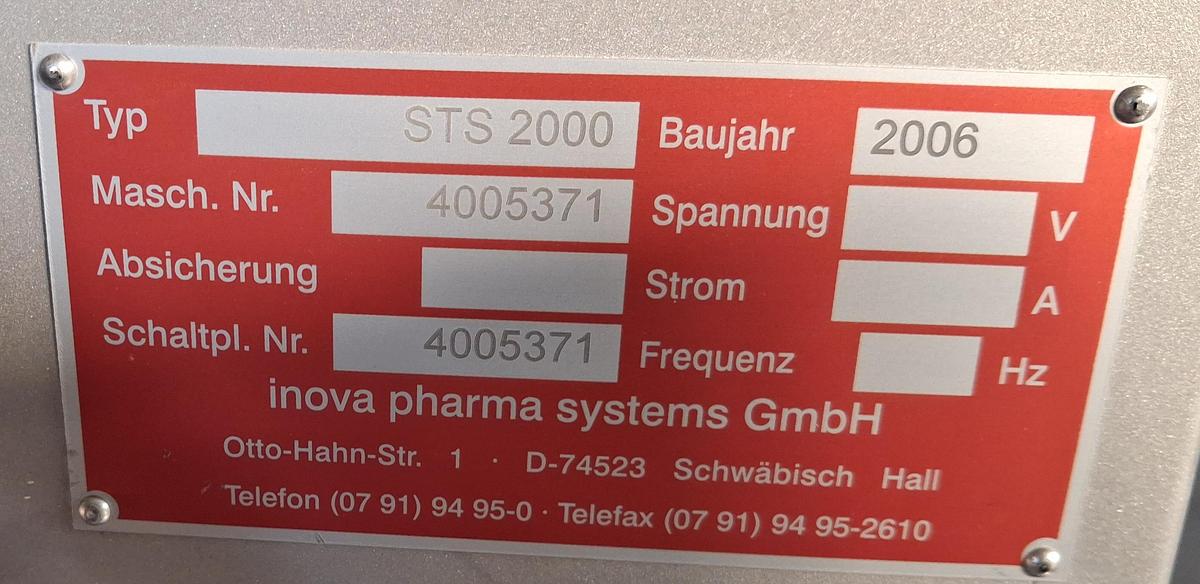 Typ STS 2000 Baujahr 2006
Masch. Nr. 4005371 Spannung V
Absicherung Strom A
Schaltpl. Nr. 4005371 Frequenz Hz
inova pharma systems GmbH
Otto-Hahn-Str. 1 · D-74523 Schwäbisch Hall
Telefon (07 91) 94 95-0 · Telefax (07 91) 94 95-2610